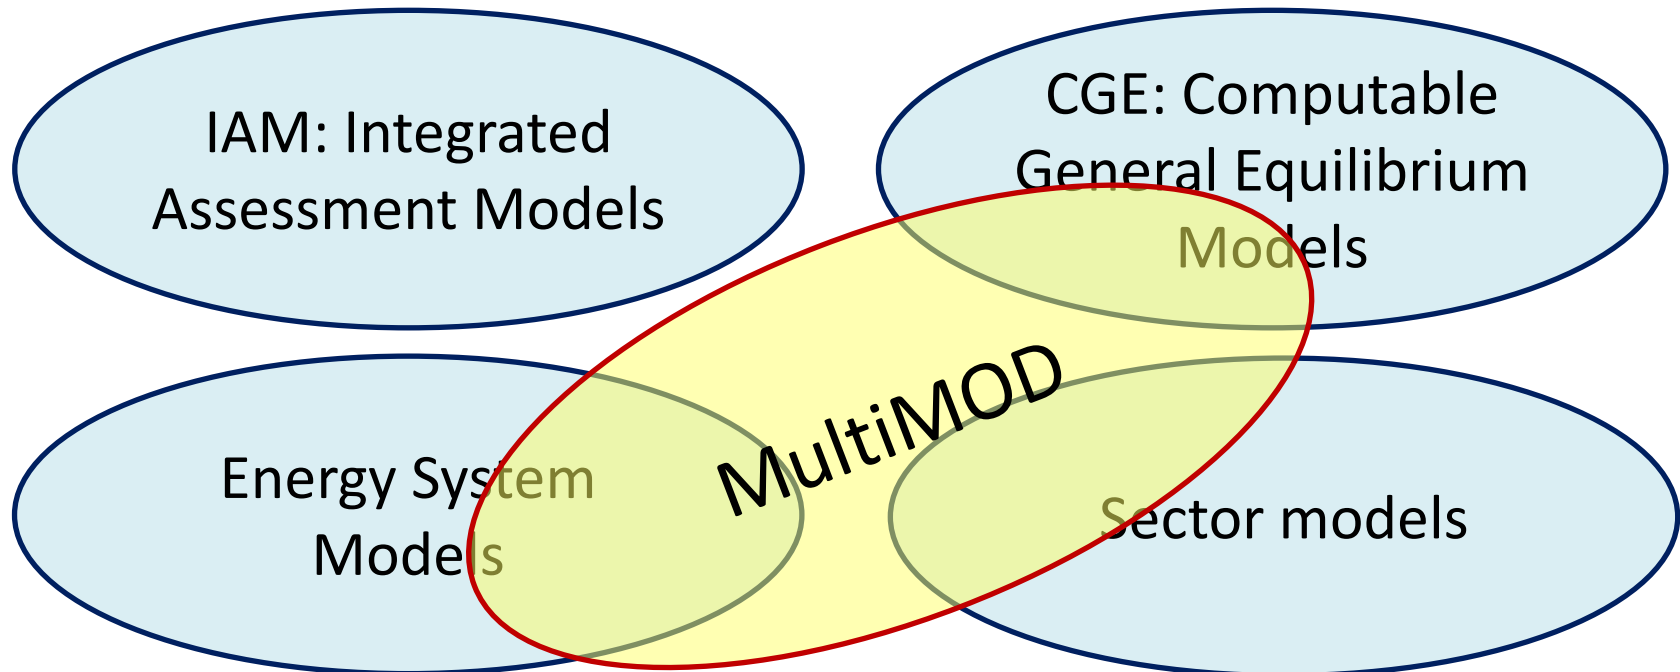 IAM: Integrated
Assessment Models
CGE: Computable
General Equilibrium
Models
MultiMOD
Energy System
Models
Sector models